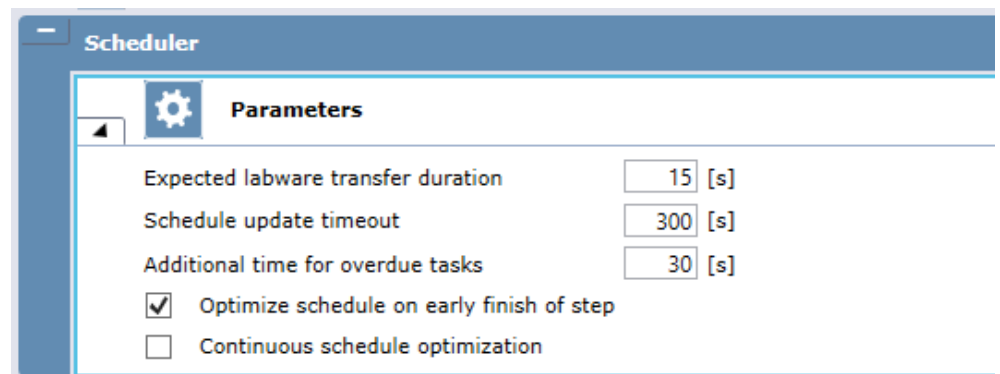 Scheduler
Parameters
Expected labware transfer duration 15 [s]
Schedule update timeout 300 [s]
Additional time for overdue tasks 30 [s]
Optimize schedule on early finish of step
Continuous schedule optimization